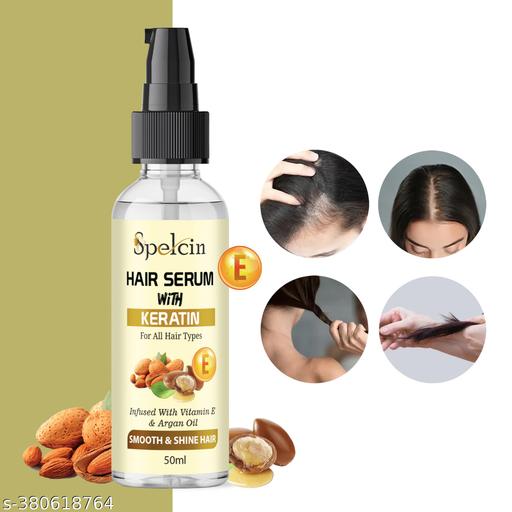 Spelcin
HAIR SERUM
WiTH
KERATIN
For All Hair Types
E
E
Infused With Vitamin E
& Argan Oil
SMOOTH & SHINE HAIR
50ml
s-380618764